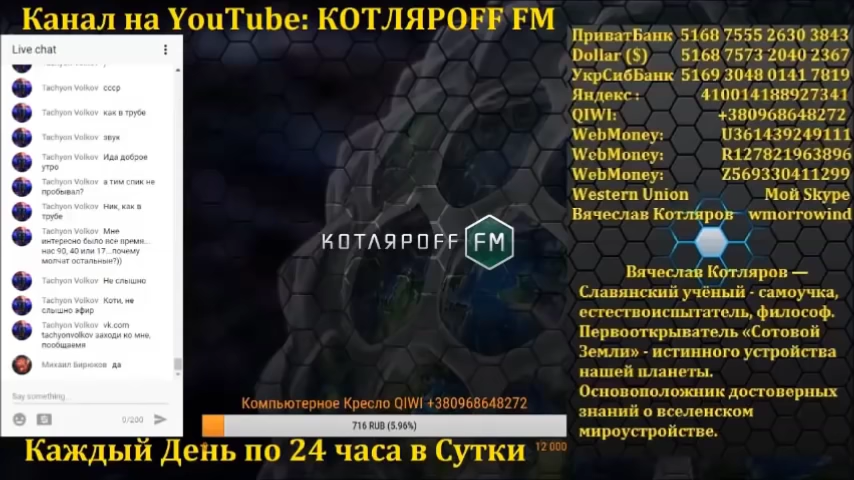 Канал на YouTube: КОТЛЯРОFF FM
Live chat
Tachyon Volkov ссср
Tachyon Volkov как в трубе
Tachyon Volkov звук
Tachyon Volkov Ида доброе
утро
Tachyon Volkov а тим спик не
пробывал?
Tachyon Volkov Ник, как в
трубе
Tachyon Volkov Мне
интересно было все время...
нас 90, 40 или 17...почему
молчат остальные?))
Tachyon Volkov Не слышно
Tachyon Volkov Коти, не
слышно эфир
Tachyon Volkov vk.com
tachyonvolkov заходи ко мне,
пообщаемя
Михаил Бирюков да
Say something...
0/200
КОТЛЯРОFF FM
Компьютерное Кресло QIWI +380968648272
716 RUB (5.96%)
12 000
Каждый День по 24 часа в Сутки
ПриватБанк 5168 7555 2630 3843
Dollar ($) 5168 7573 2040 2367
УкрСибБанк 5169 3048 0141 7819
Яндекс : 410014188927341
QIWI: +380968648272
WebMoney: U361439249111
WebMoney: R127821963896
WebMoney: Z569330411299
Western Union Мой Skype
Вячеслав Котляров wmorrowind
Вячеслав Котляров —
Славянский учёный - самоучка,
естествоиспытатель, философ.
Первооткрыватель «Сотовой
Земли» - истинного устройства
нашей планеты.
Основоположник достоверных
знаний о вселенском
мироустройстве.